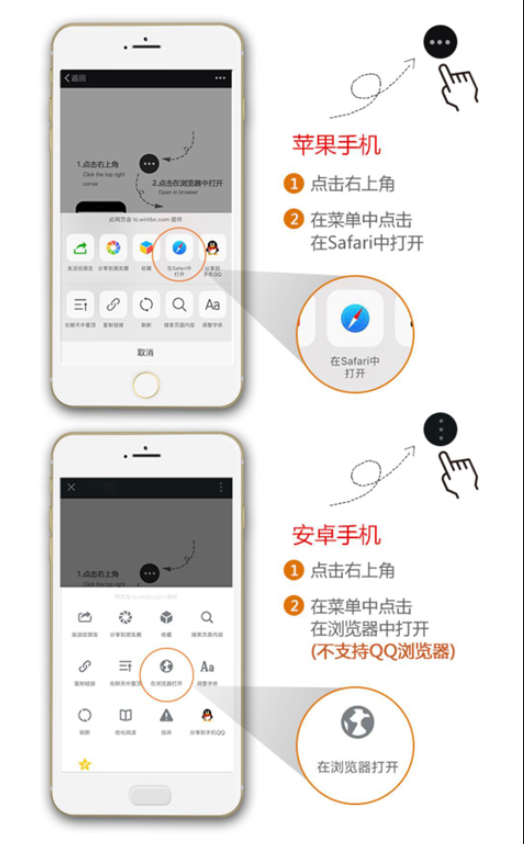 返回
1.点击右上角
Click the top right
corner
2.点击在浏览器中打开
Open in browser
此网页由 tc.wintbc.com 提供
发送给朋友
分享到朋友圈
收藏
在Safari中
打开
分享到
手机QQ
在聊天中置顶
复制链接
刷新
搜索页面内容
Aa
调整字体
取消
苹果手机
1 点击右上角
2 在菜单中点击
在Safari中打开
在Safari中
打开
1.点击右上角
Click the top right
发送给朋友
分享到朋友圈
收藏
搜索页面内容
复制链接
在聊天中置顶
在浏览器打开
Aa
调整字体
刷新
优化阅读
投诉
分享到手机QQ
安卓手机
1 点击右上角
2 在菜单中点击
在浏览器中打开
(不支持QQ浏览器)
在浏览器打开